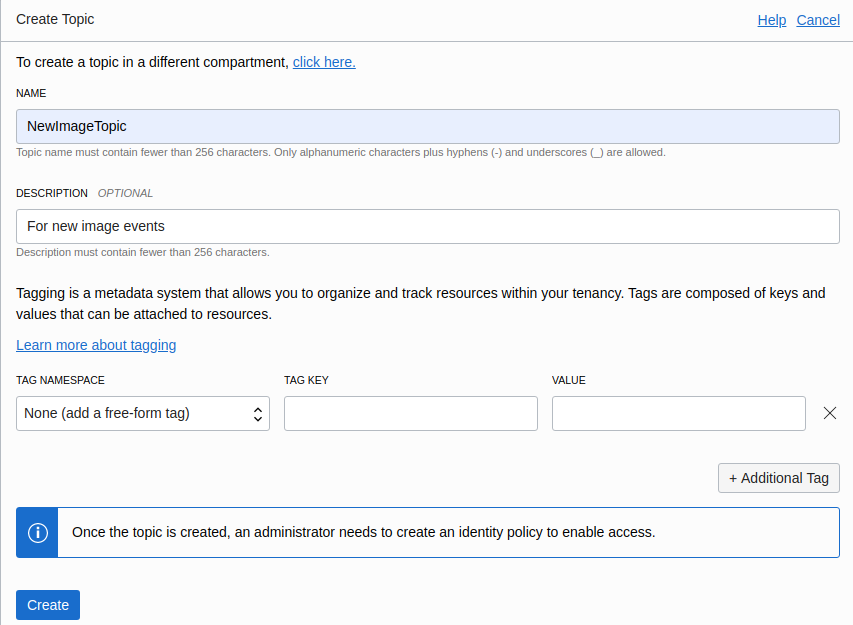 Create Topic
Help Cancel
To create a topic in a different compartment, click here.
NAME
NewImageTopic
Topic name must contain fewer than 256 characters. Only alphanumeric characters plus hyphens (-) and underscores (_) are allowed.
DESCRIPTION OPTIONAL
For new image events
Description must contain fewer than 256 characters.
Tagging is a metadata system that allows you to organize and track resources within your tenancy. Tags are composed of keys and
values that can be attached to resources.
Learn more about tagging
TAG NAMESPACE TAG KEY VALUE
None (add a free-form tag)
+ Additional Tag
Once the topic is created, an administrator needs to create an identity policy to enable access.
Create